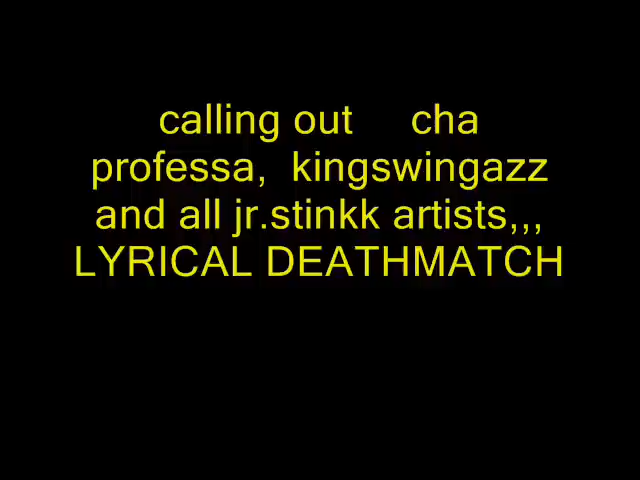 calling out cha
professa, kingswingazz
and all jr.stinkk artists,,,
LYRICAL DEATHMATCH